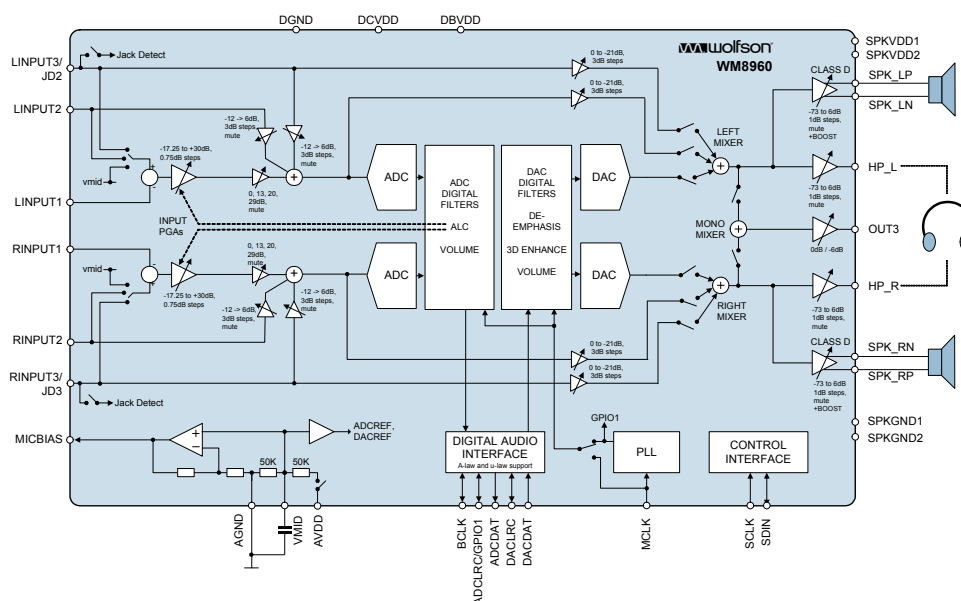 DGND
DCVDD
DBVDD
wolfson
WM8960
LINPUT3/
JD2
Jack Detect
LINPUT2
-12 -> 6dB,
3dB steps,
mute
-12 -> 6dB,
3dB steps,
mute
-17.25 to +30dB,
0.75dB steps
vmid
LINPUT1
0, 13, 20,
29dB,
mute
INPUT
PGAs
RINPUT1
vmid
0, 13, 20,
29dB,
mute
-17.25 to +30dB,
0.75dB steps
-12 -> 6dB,
3dB steps,
mute
-12 -> 6dB,
3dB steps,
mute
RINPUT2
RINPUT3/
JD3
Jack Detect
MICBIAS
ADC
ADC
ADC
DIGITAL
FILTERS
ALC
VOLUME
DAC
DIGITAL
FILTERS
DE-
EMPHASIS
3D ENHANCE
VOLUME
DAC
DAC
0 to -21dB,
3dB steps
0 to -21dB,
3dB steps
LEFT
MIXER
MONO
MIXER
RIGHT
MIXER
0 to -21dB,
3dB steps
0 to -21dB,
3dB steps
SPKVDD1
SPKVDD2
CLASS D
SPK_LP
SPK_LN
-73 to 6dB
1dB steps,
mute
+BOOST
HP_L
-73 to 6dB
1dB steps,
mute
OUT3
0dB / -6dB
HP_R
-73 to 6dB
1dB steps,
mute
CLASS D
SPK_RN
SPK_RP
-73 to 6dB
1dB steps,
mute
+BOOST
SPKGND1
SPKGND2
+
-
+
-
+
+
+
+
+
+
-
ADCREF,
DACREF
50K
50K
DIGITAL AUDIO
INTERFACE
A-law and u-law support
GPIO1
PLL
CONTROL
INTERFACE
AGND
VMID
AVDD
BCLK
ADCLRC/GPIO1
ADCDAT
DACLRC
DACDAT
MCLK
SCLK
SDIN